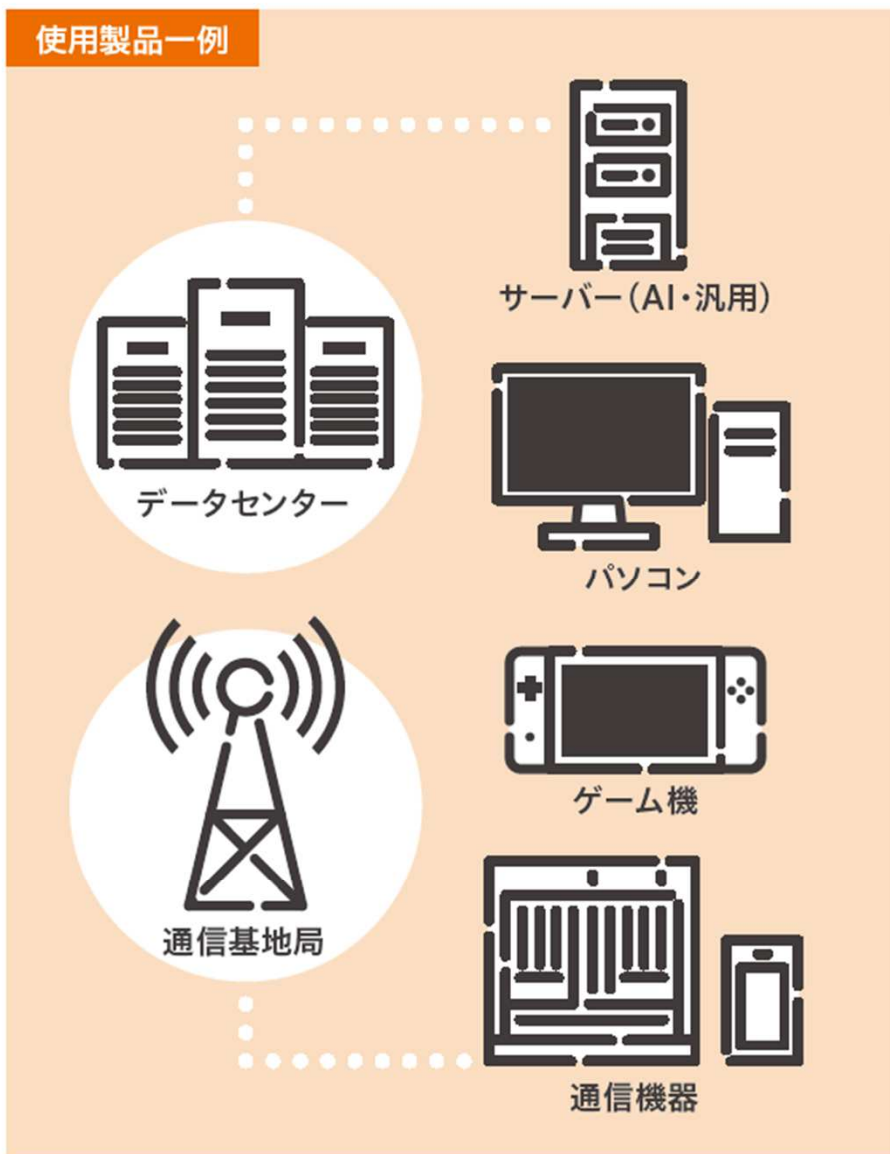 使用製品一例
サーバー(AI・汎用)
データセンター
パソコン
ゲーム機
通信基地局
通信機器